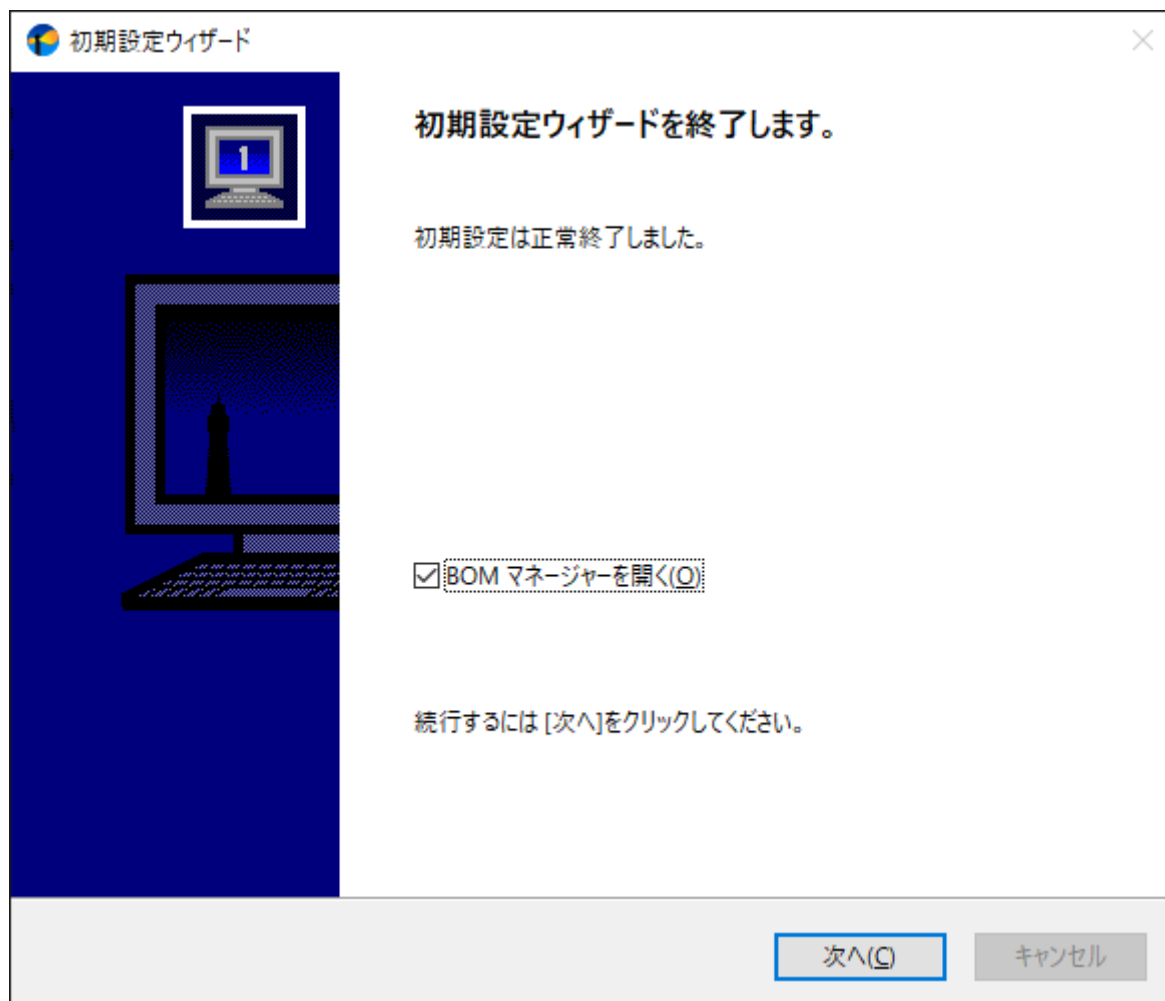 初期設定ウィザード
初期設定ウィザードを終了します。
1
初期設定は正常終了しました。
BOM マネージャーを開く(O)
続行するには [次へ]をクリックしてください。
次へ(C)
キャンセル